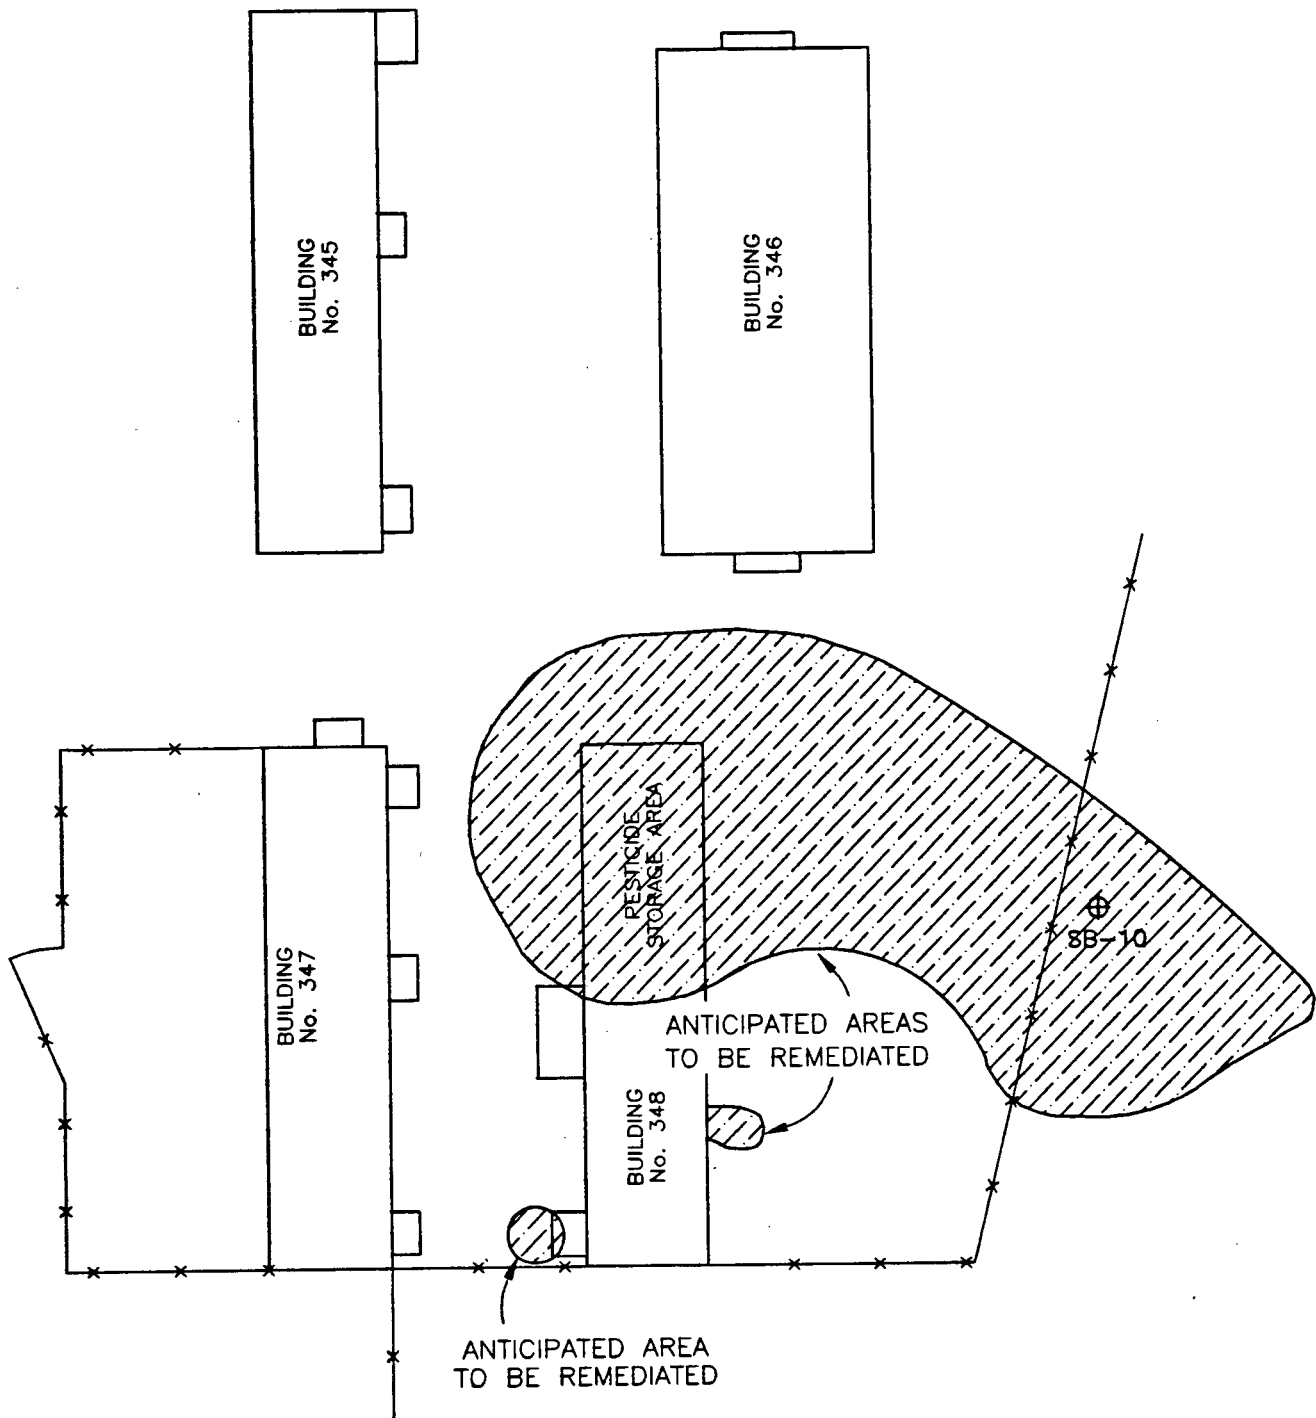 BUILDING
No. 345
BUILDING
No. 346
PESTICIDE
STORAGE AREA
SB-10
BUILDING
No. 347
ANTICIPATED AREAS
TO BE REMEDIATED
BUILDING
No. 348
ANTICIPATED AREA
TO BE REMEDIATED